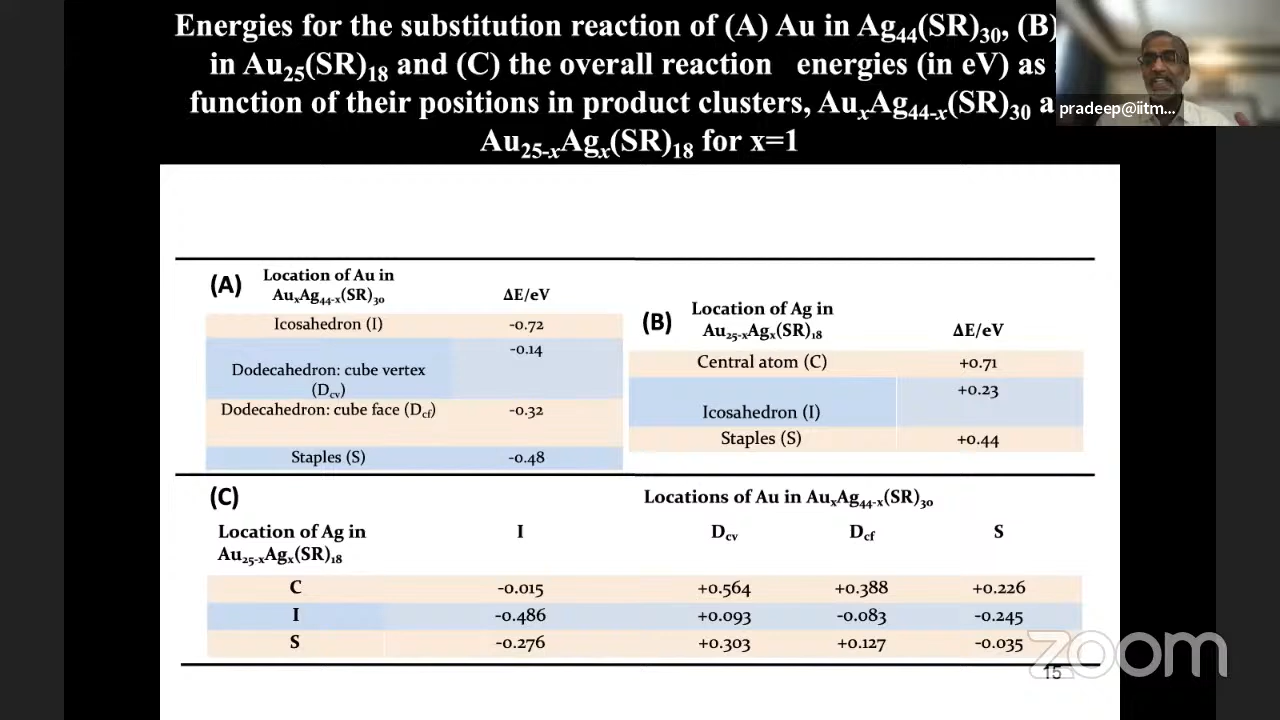 Energies for the substitution reaction of (A) Au in Ag44(SR)30, (B)
in Au25(SR)18 and (C) the overall reaction energies (in eV) as
function of their positions in product clusters, AuxAg44-x(SR)30
Au25-xAgx(SR)18 for x=1
pradeep@iitm...
(A) Location of Au in
AuxAg44-x(SR)30 ΔE/eV
Icosahedron (I) -0.72
-0.14
Dodecahedron: cube vertex
(Dcv)
Dodecahedron: cube face (Dcf) -0.32
Staples (S) -0.48
(B) Location of Ag in
Au25-xAgx(SR)18 ΔE/eV
Central atom (C) +0.71
+0.23
Icosahedron (I)
Staples (S) +0.44
(C) Locations of Au in AuxAg44-x(SR)30
Location of Ag in I Dcv Dcf S
Au25-xAgx(SR)18
C -0.015 +0.564 +0.388 +0.226
I -0.486 +0.093 -0.083 -0.245
S -0.276 +0.303 +0.127 -0.035
zoom
15